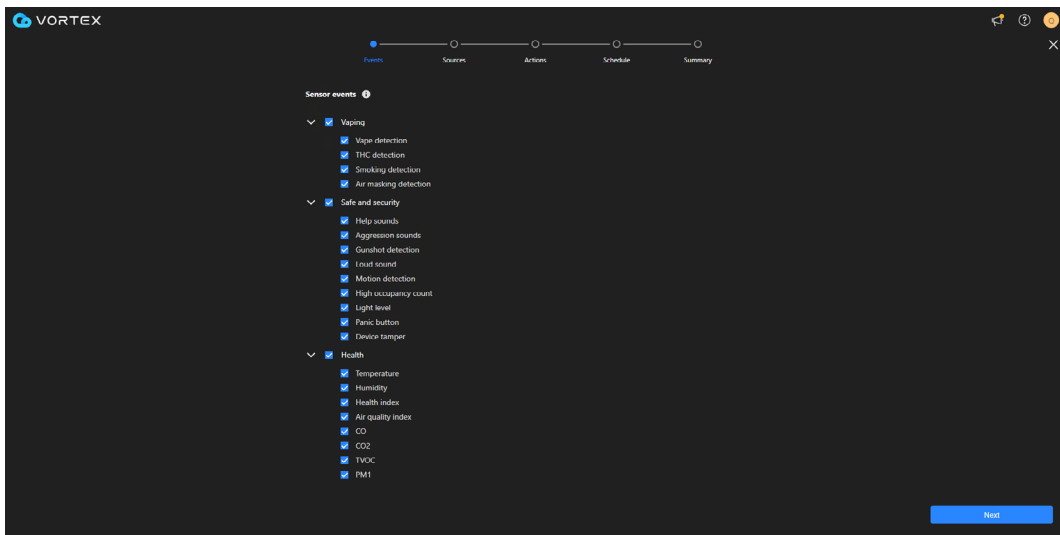 VORTEX
Events Sources Actions Schedule Summary
Sensor events
Vaping
Vape detection
THC detection
Smoking detection
Air masking detection
Safe and security
Help sounds
Aggression sounds
Gunshot detection
Loud sound
Motion detection
High occupancy count
Light level
Panic button
Device tamper
Health
Temperature
Humidity
Health index
Air quality index
CO
CO2
TVOC
PM1
Next